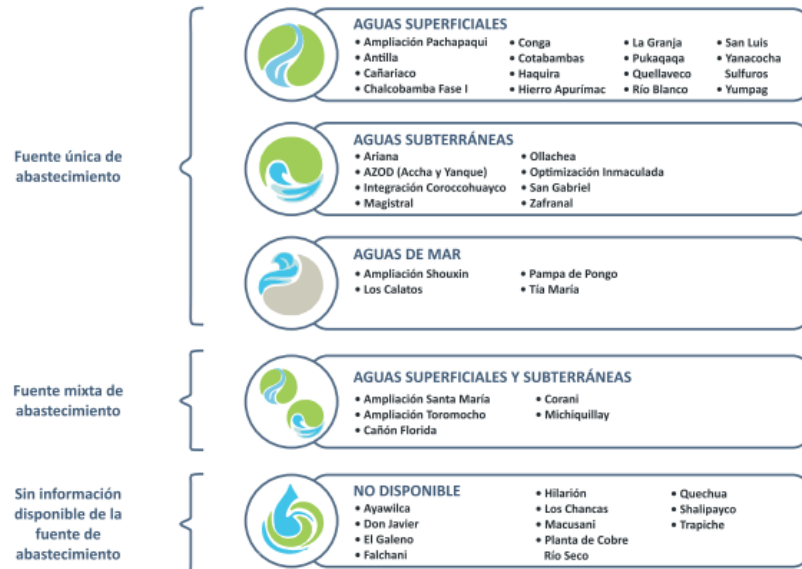 Fuente única de
abastecimiento
AGUAS SUPERFICIALES
• Ampliación Pachapaqui
• Antilla
• Cañariaco
• Chalcobamba Fase I
• Conga
• Cotabambas
• Haquira
• Hierro Apurímac
• La Granja
• Pukaqaqa
• Quellaveco
• Río Blanco
• San Luis
• Yanacocha
Sulfuros
• Yumpag
AGUAS SUBTERRÁNEAS
• Ariana
• AZOD (Accha y Yanque)
• Integración Coroccohuayco
• Magistral
• Ollachea
• Optimización Inmaculada
• San Gabriel
• Zafranal
AGUAS DE MAR
• Ampliación Shouxin
• Los Calatos
• Pampa de Pongo
• Tía María
Fuente mixta de
abastecimiento
AGUAS SUPERFICIALES Y SUBTERRÁNEAS
• Ampliación Santa María
• Ampliación Toromocho
• Cañón Florida
• Corani
• Michiquillay
Sin información
disponible de la
fuente de
abastecimiento
NO DISPONIBLE
• Ayawilca
• Don Javier
• El Galeno
• Falchani
• Hilarión
• Los Chancas
• Macusani
• Planta de Cobre
Río Seco
• Quechua
• Shalipayco
• Trapiche